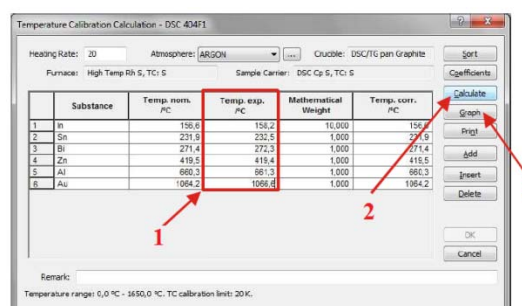 Temperature Calibration Calculation - DSC 404F1
Heating Rate: 20 Atmosphere: ARGON ... Crucible: DSC/TG pan Graphite Sort
Furnace: High Temp Rh S, TC: S Sample Carrier: DSC Cp S, TC: S Coefficients
Calculate
Substance Temp. nom. /°C Temp. exp. /°C Mathematical Weight Temp. corr. /°C
Graph
1 In 156,6 158,2 10,000 156,6
2 Sn 231,9 232,5 1,000 231,9
Print
3 Bi 271,4 272,3 1,000 271,4
4 Zn 419,5 419,4 1,000 419,5
Add
5 Al 660,3 661,3 1,000 660,3
Insert
6 Au 1064,2 1066,6 1,000 1064,2
Delete
1 2
OK
Cancel
Remark:
Temperature range: 0,0 °C - 1650,0 °C. TC calibration limit: 20 K.